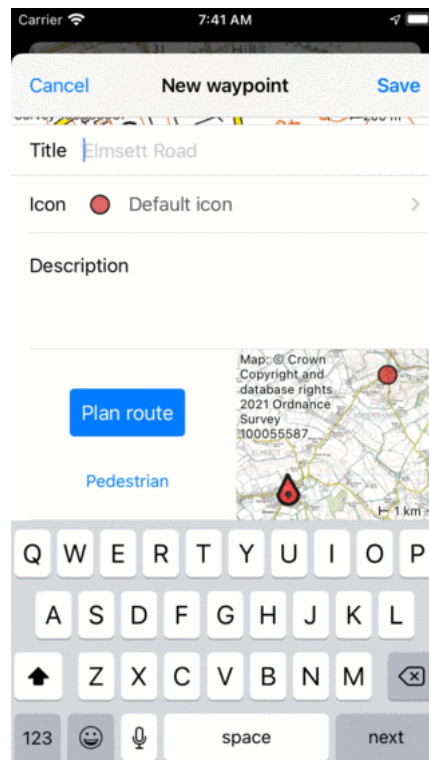 Carrier 7:41 AM
Cancel New waypoint Save
Title Elmsett Road
Icon Default icon
Description
Map: © Crown
Copyright and
database rights
2021 Ordnance
Survey
100055587
Plan route
Pedestrian
1 km
Q W E R T Y U I O P
A S D F G H J K L
Z X C V B N M
123 space next